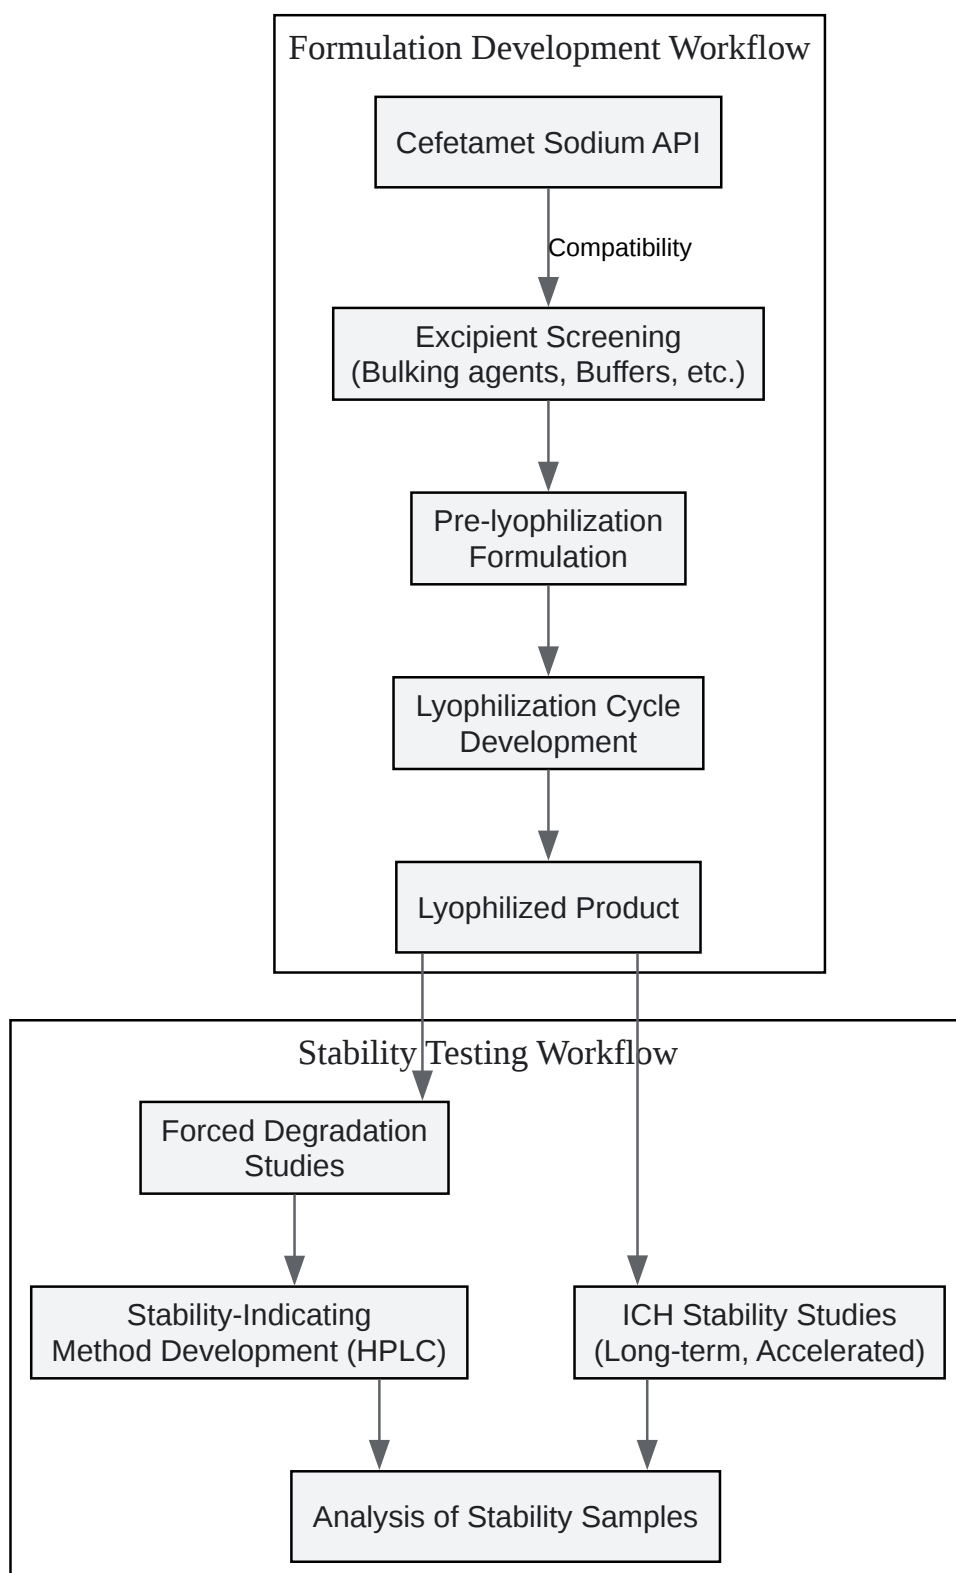 Formulation Development Workflow
Cefetamet Sodium API
Compatibility
Excipient Screening
(Bulking agents, Buffers, etc.)
Pre-lyophilization
Formulation
Lyophilization Cycle
Development
Lyophilized Product
Stability Testing Workflow
Forced Degradation
Studies
Stability-Indicating
Method Development (HPLC)
ICH Stability Studies
(Long-term, Accelerated)
Analysis of Stability Samples